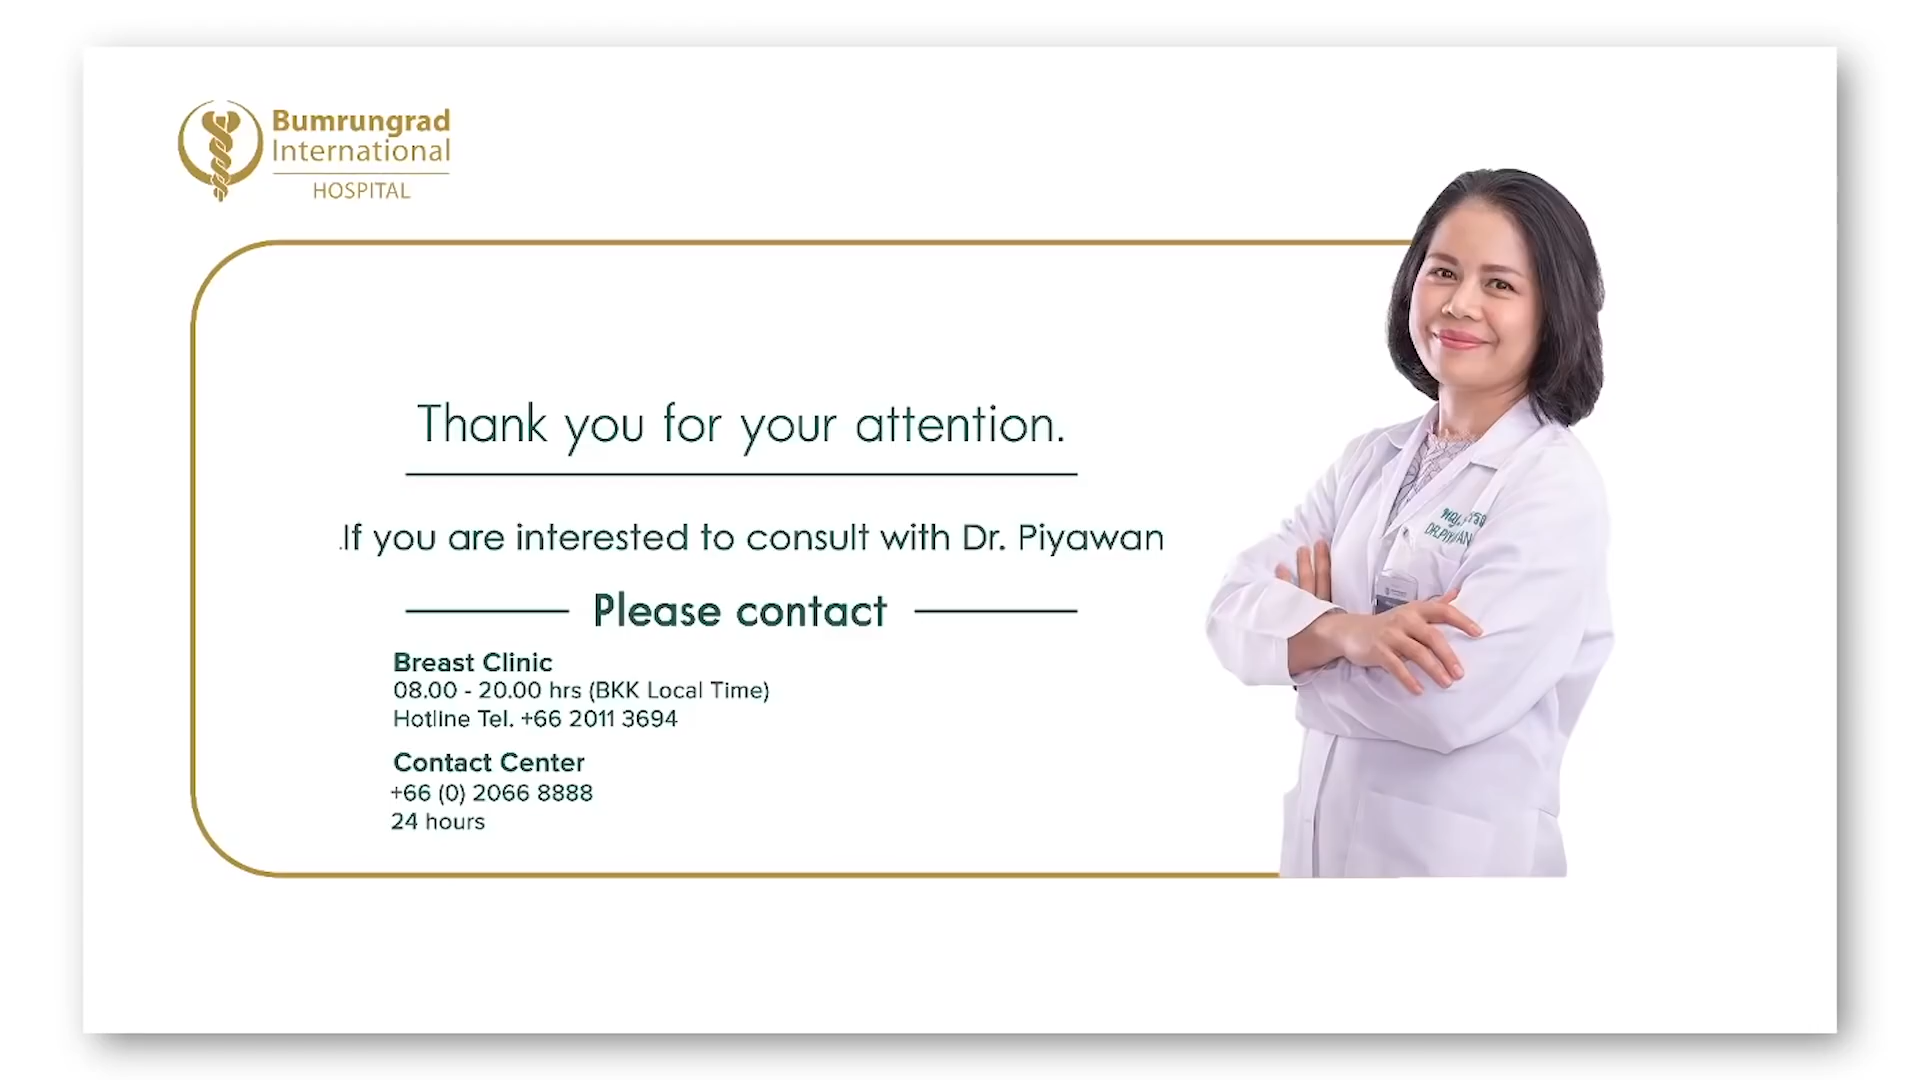 Bumrungrad
International
HOSPITAL
Thank you for your attention.
.If you are interested to consult with Dr. Piyawan
Please contact
Breast Clinic
08.00 - 20.00 hrs (BKK Local Time)
Hotline Tel. +66 2011 3694
Contact Center
+66 (0) 2066 8888
24 hours